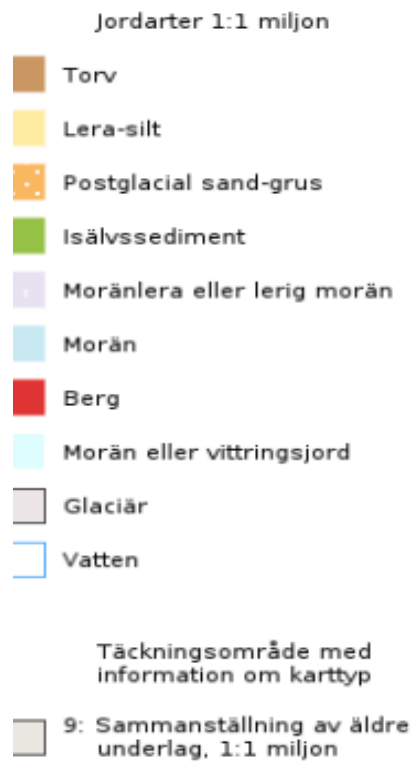 Jordarter 1:1 miljon
Torv
Lera-silt
Postglacial sand-grus
Isälvssediment
Moränlera eller lerig morän
Morän
Berg
Morän eller vittringsjord
Glaciär
Vatten
Täckningsområde med
information om karttyp
9: Sammanställning av äldre
underlag, 1:1 miljon